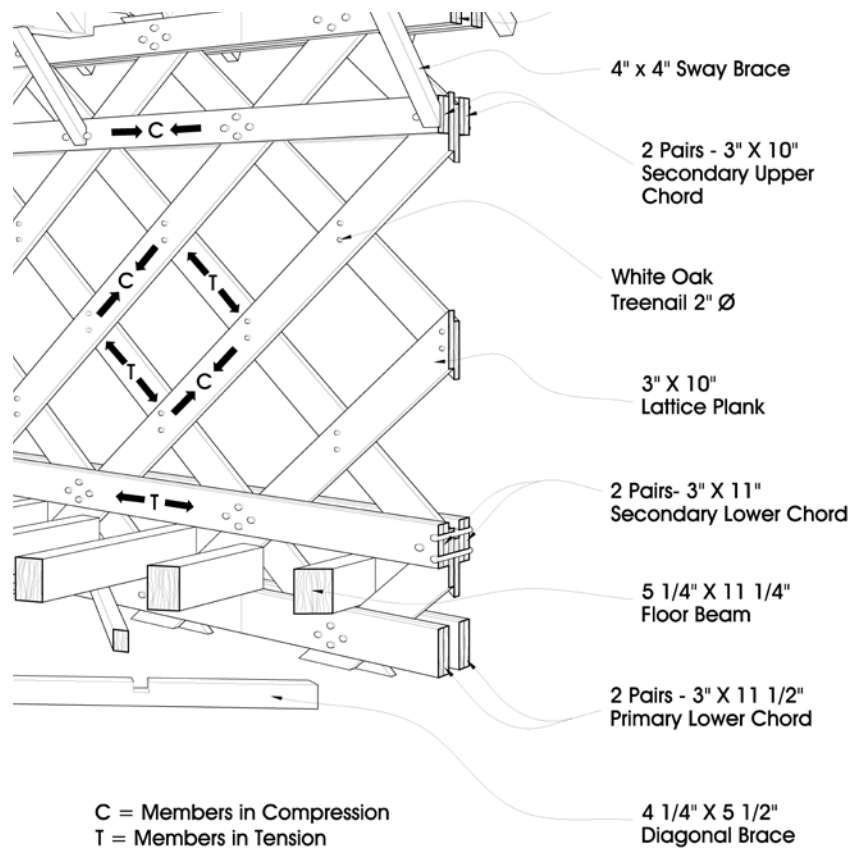 4" x 4" Sway Brace
2 Pairs - 3" X 10"
Secondary Upper
Chord
C
White Oak
Treenail 2" Ø
C
T
3" X 10"
Lattice Plank
T
C
2 Pairs- 3" X 11"
Secondary Lower Chord
T
5 1/4" X 11 1/4"
Floor Beam
2 Pairs - 3" X 11 1/2"
Primary Lower Chord
4 1/4" X 5 1/2"
Diagonal Brace
C = Members in Compression
T = Members in Tension